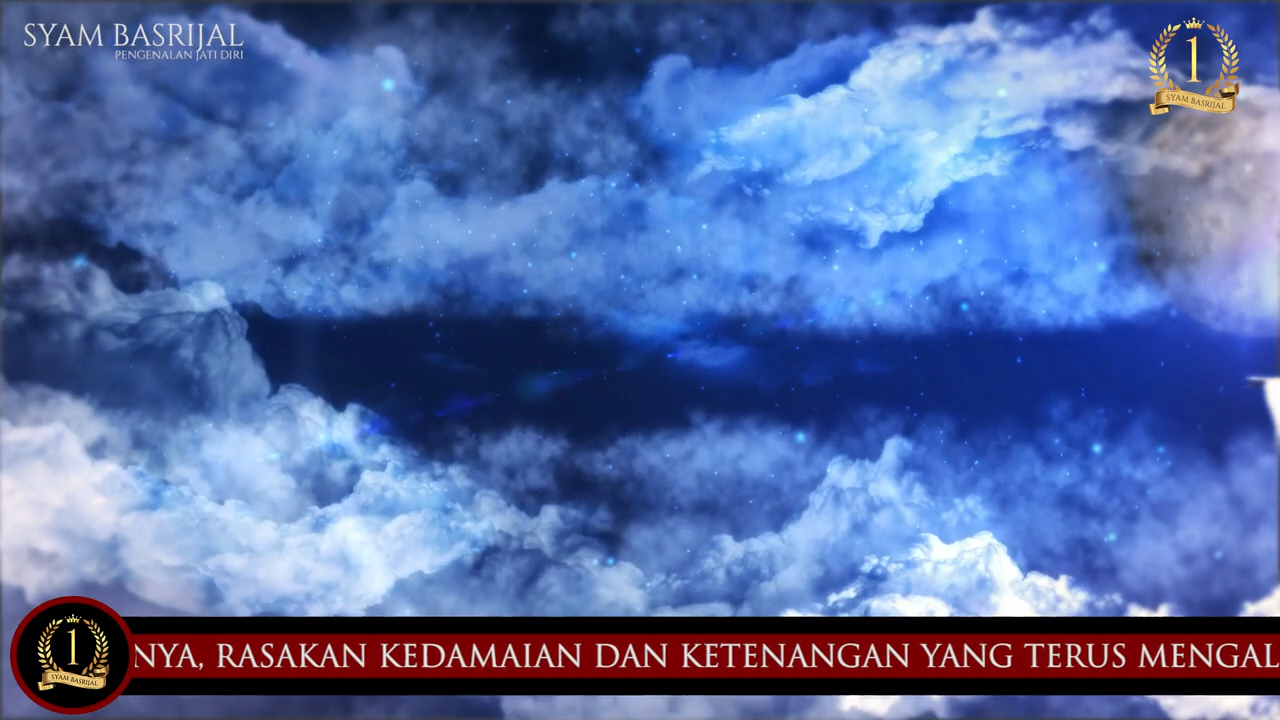 SYAM BASRIJAL
PENGENALAN JATI DIRI
1
SYAM BASRIJAL
NYA, RASAKAN KEDAMAIAN DAN KETENANGAN YANG TERUS MENGAL
1
SYAM BASRIJAL